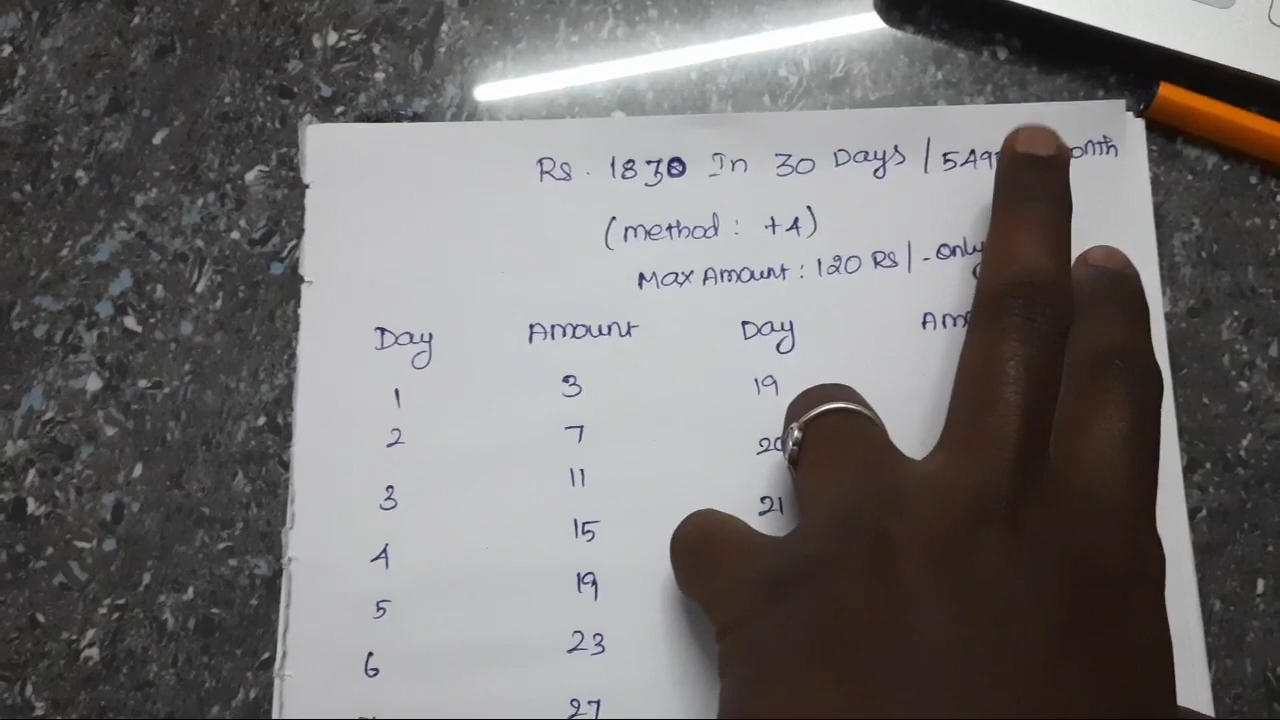 Rs. 1830 In 30 Days /
(method: +4)
Max Amount: 120 Rs/- only
Day Amount Day
1 3 19
2 7 20
3 11 21
4 15
5 19
6 23
27